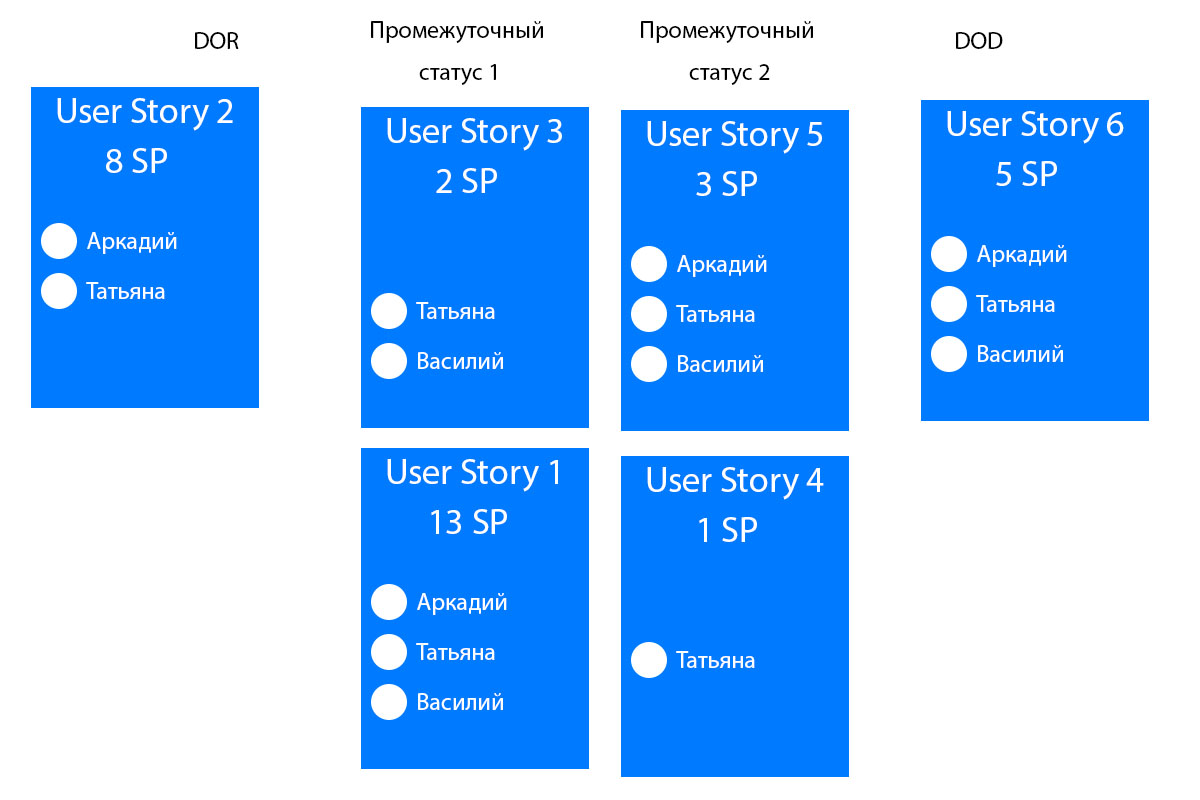 DOR
Промежуточный
статус 1
Промежуточный
статус 2
DOD
User Story 2
8 SP
Аркадий
Татьяна
User Story 3
2 SP
Татьяна
Василий
User Story 1
13 SP
Аркадий
Татьяна
Василий
User Story 5
3 SP
Аркадий
Татьяна
Василий
User Story 4
1 SP
Татьяна
User Story 6
5 SP
Аркадий
Татьяна
Василий